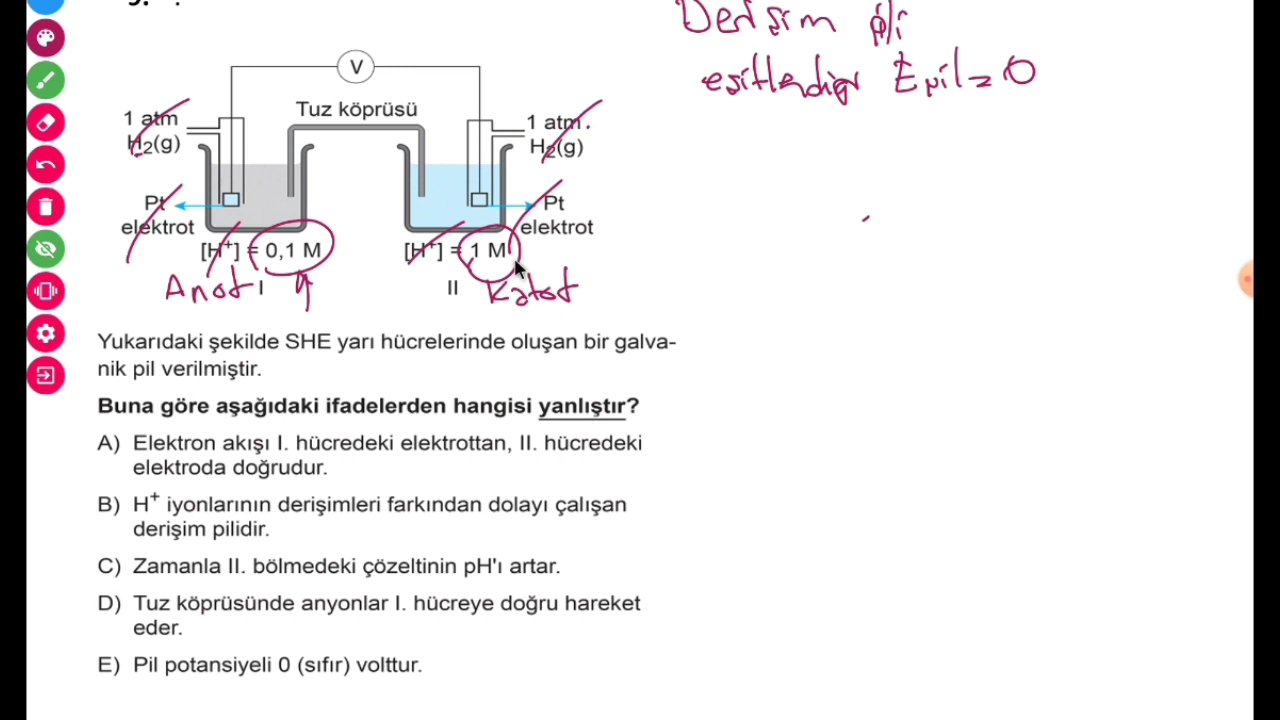 Derişim pili
eşitlendiğı Epil=0
V
Tuz köprüsü
1 atm
H₂(g)
1 atm.
H₂(g)
Pt
elektrot
Pt
elektrot
[H⁺] = 0,1 M
[H⁺] = 1 M
Anot I
II Katot
Yukarıdaki şekilde SHE yarı hücrelerinde oluşan bir galva-
nik pil verilmiştir.
Buna göre aşağıdaki ifadelerden hangisi yanlıştır?
A) Elektron akışı I. hücredeki elektrottan, II. hücredeki
elektroda doğrudur.
B) H⁺ iyonlarının derişimleri farkından dolayı çalışan
derişim pilidir.
C) Zamanla II. bölmedeki çözeltinin pH'ı artar.
D) Tuz köprüsünde anyonlar I. hücreye doğru hareket
eder.
E) Pil potansiyeli 0 (sıfır) volttur.